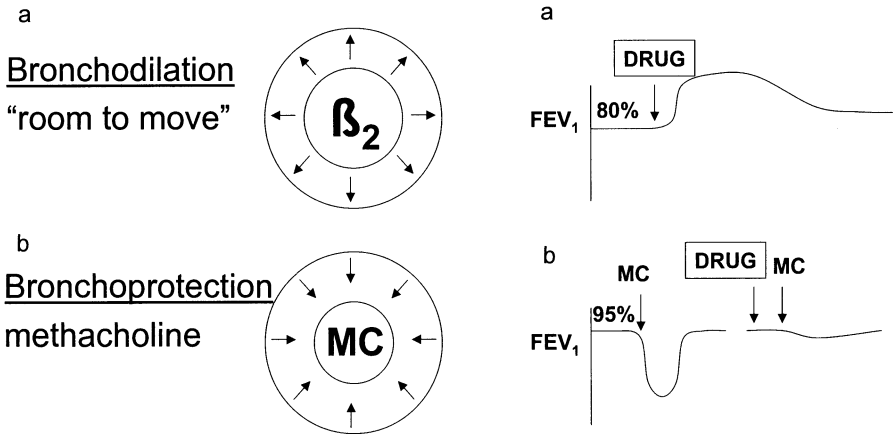 a
Bronchodilation
“room to move”
ß2
a
DRUG
FEV1
80%
b
Bronchoprotection
methacholine
MC
b
MC
DRUG
MC
95%
FEV1